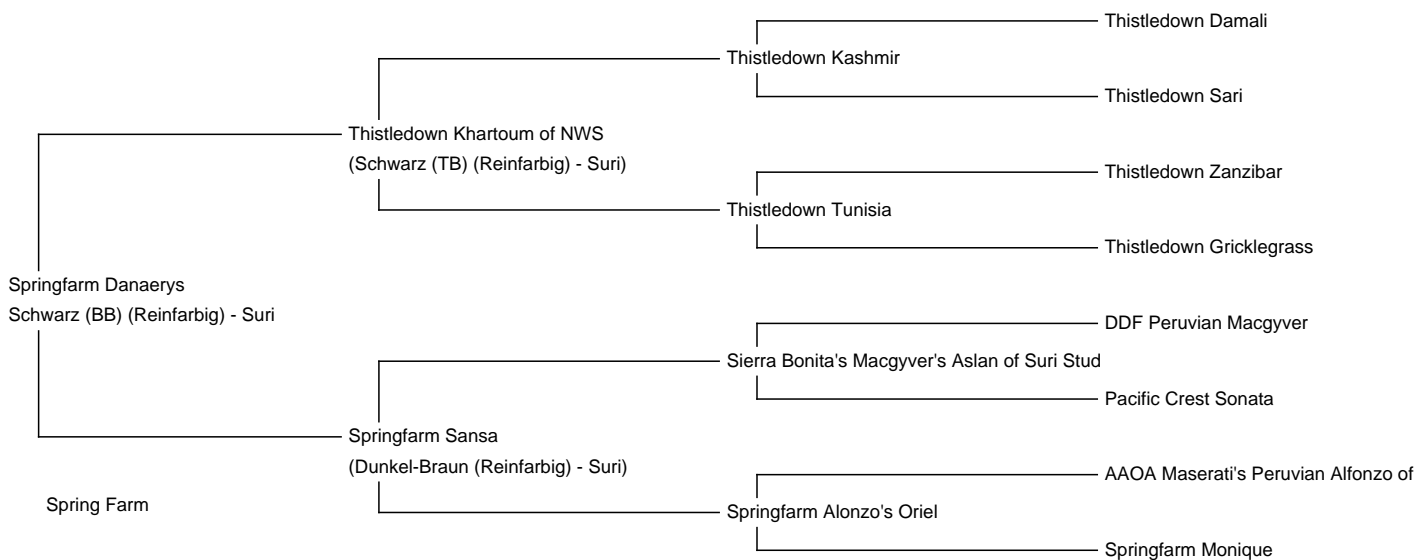 Thistledown Damali
Thistledown Kashmir
Thistledown Sari
Thistledown Khartoum of NWS
(Schwarz (TB) (Reinfarbig) - Suri)
Thistledown Zanzibar
Thistledown Tunisia
Thistledown Gricklegrass
Springfarm Danaerys
Schwarz (BB) (Reinfarbig) - Suri
DDF Peruvian Macgyver
Sierra Bonita's Macgyver's Aslan of Suri Stud
Pacific Crest Sonata
Springfarm Sansa
(Dunkel-Braun (Reinfarbig) - Suri)
AAOA Maserati's Peruvian Alfonzo of
Spring Farm
Springfarm Alonzo's Oriel
Springfarm Monique